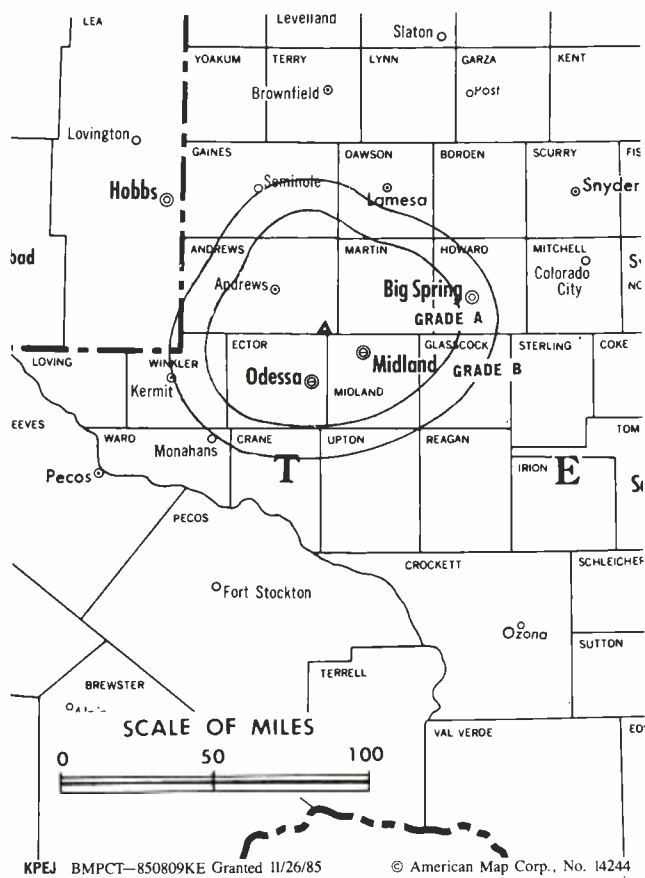 LEA
Levelland
Slaton
YOAKUM
TERRY
LYNN
GARZA
KENT
Brownfield
Post
Lovington
GAINES
DAWSON
BORDEN
SCURRY
FIS
Hobbs
Seminole
Lamesa
Snyder
bad
ANDREWS
MARTIN
HOWARD
MITCHELL
Andrews
Big Spring
Colorado
City
GRADE A
LOVING
WINKLER
ECTOR
GLASSCOCK
STERLING
COKE
Kermit
Odessa
Midland
MIDLAND
GRADE B
EEVES
WARD
Monahans
CRANE
UPTON
REAGAN
TOM
Pecos
T
IRION
E
PECOS
CROCKETT
SCHLEICHER
Fort Stockton
Ozona
SUTTON
BREWSTER
TERRELL
SCALE OF MILES
0 50 100
VAL VERDE
KPEJ BMPCT—850809KE Granted 11/26/85 © American Map Corp., No. 14244